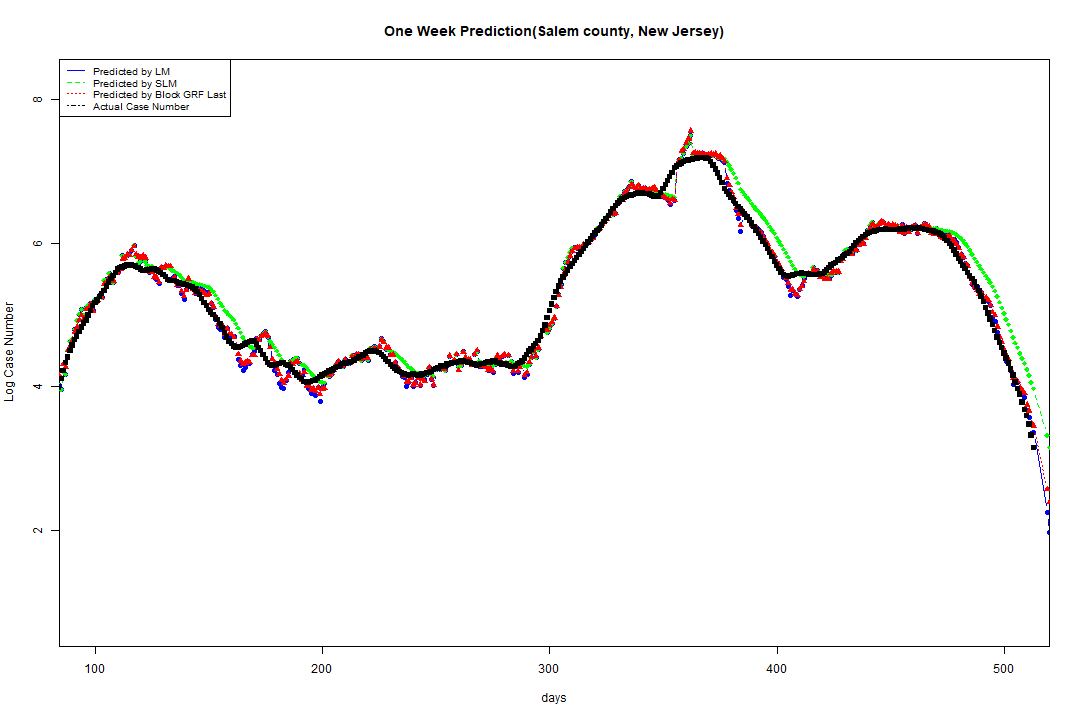 One Week Prediction(Salem county, New Jersey)
Predicted by LM
Predicted by SLM
Predicted by Block GRF Last
Actual Case Number
8
6
4
2
Log Case Number
100 200 300 400 500
days